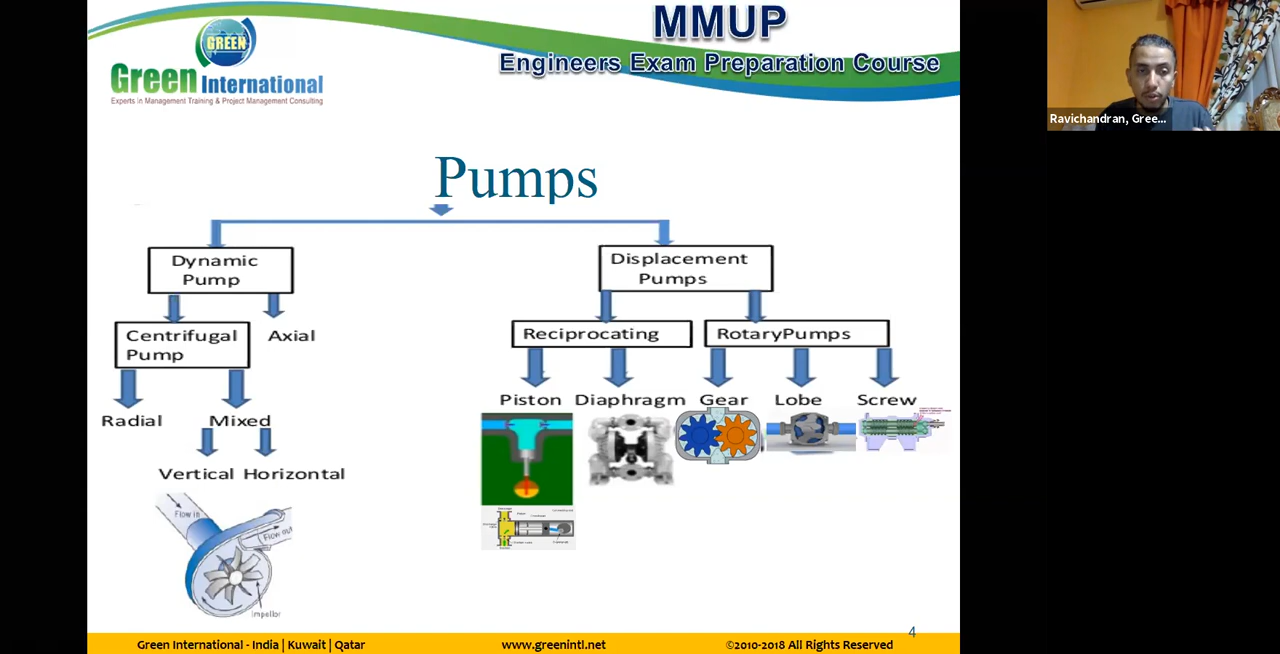 MMUP
Engineers Exam Preparation Course
GREEN
Green International
Experts in Management Training & Project Management Consulting
Ravichandran, Gree...
Pumps
Dynamic
Pump
Displacement
Pumps
Centrifugal
Pump
Axial
Reciprocating
RotaryPumps
Radial
Mixed
Piston
Diaphragm
Gear
Lobe
Screw
Vertical Horizontal
Flow in
Flow out
Impellor
4
Green International - India | Kuwait | Qatar
www.greenintl.net
©2010-2018 All Rights Reserved